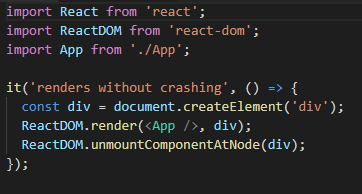 import React from 'react';
import ReactDOM from 'react-dom';
import App from './App';

it('renders without crashing', () => {
  const div = document.createElement('div');
  ReactDOM.render(<App />, div);
  ReactDOM.unmountComponentAtNode(div);
});